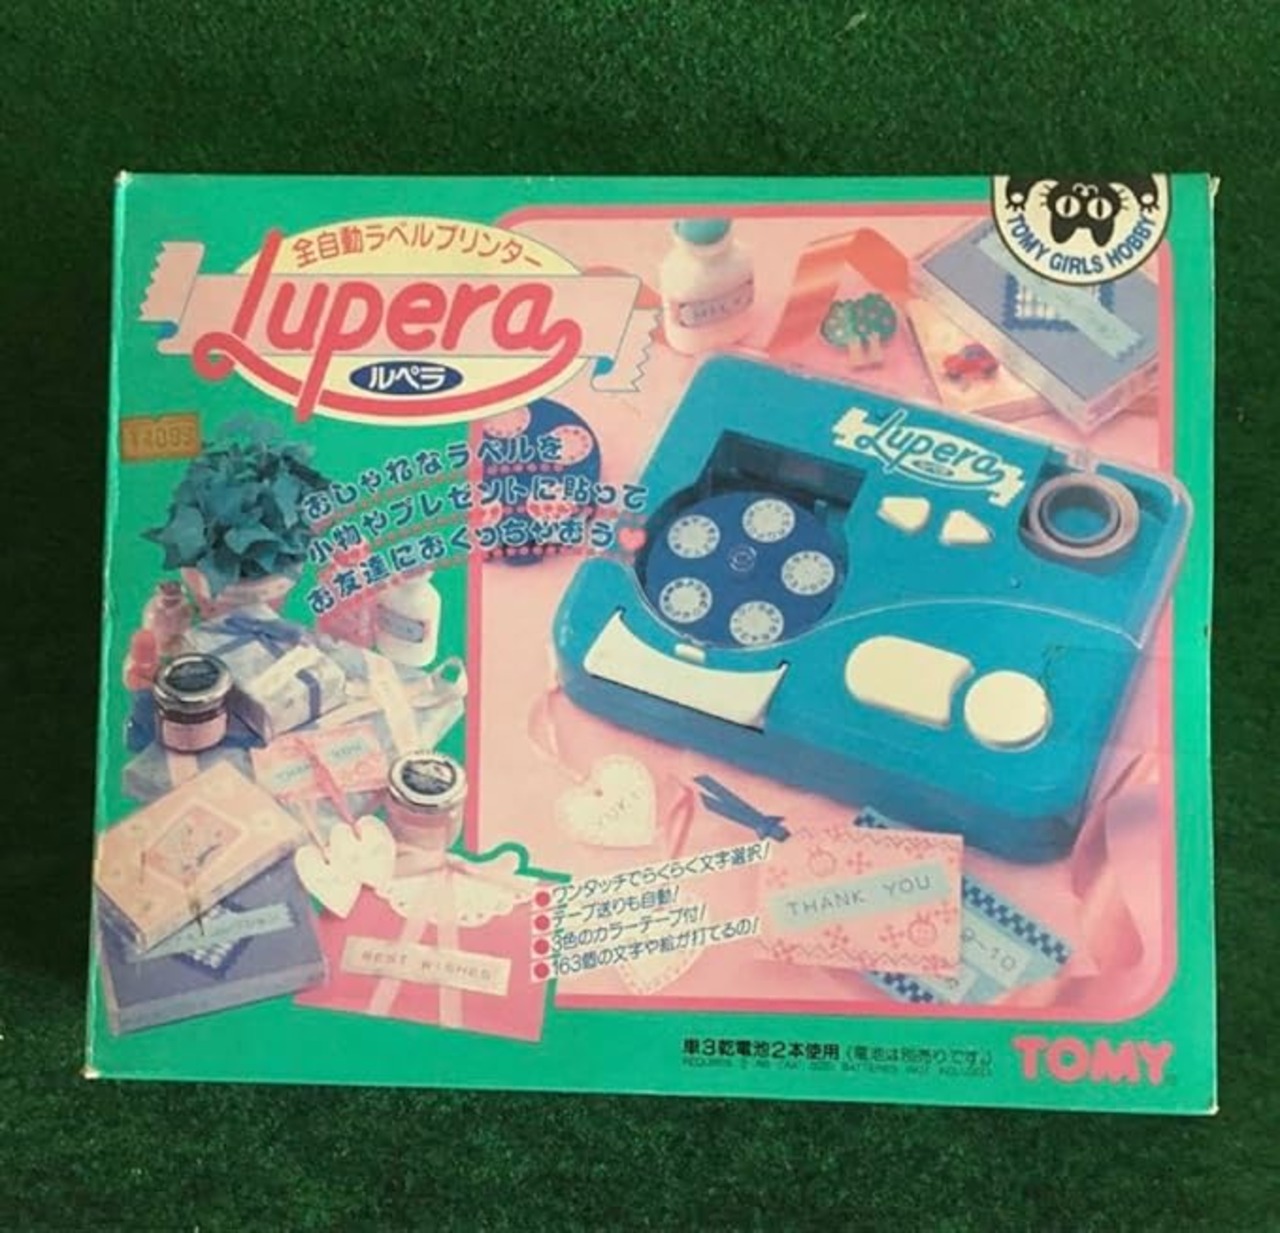 全自動ラベルプリンター
Lupera
ルペラ
TOMY GIRLS HOBBY
おしゃれなラベルを
小物やプレゼントに貼って
お友達におくっちゃおう
Lupera
THANK YOU
YUKI
ワンタッチでらくらく文字選択!
テープ送りも自動!
3色のカラーテープ付!
163個の文字や絵が打てるの!
THANK YOU
BEST WISHES
単3乾電池2本使用(電池は別売りです。)
TOMY